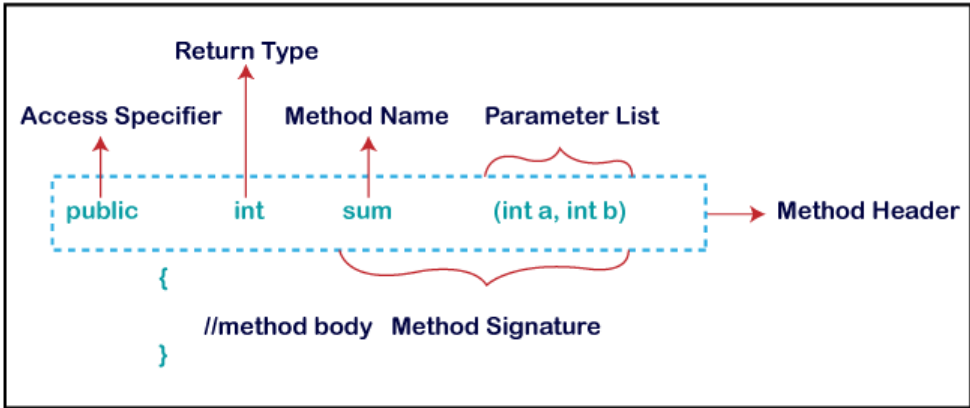 Return Type
Access Specifier Method Name Parameter List
public int sum (int a, int b) Method Header
{
//method body Method Signature
}